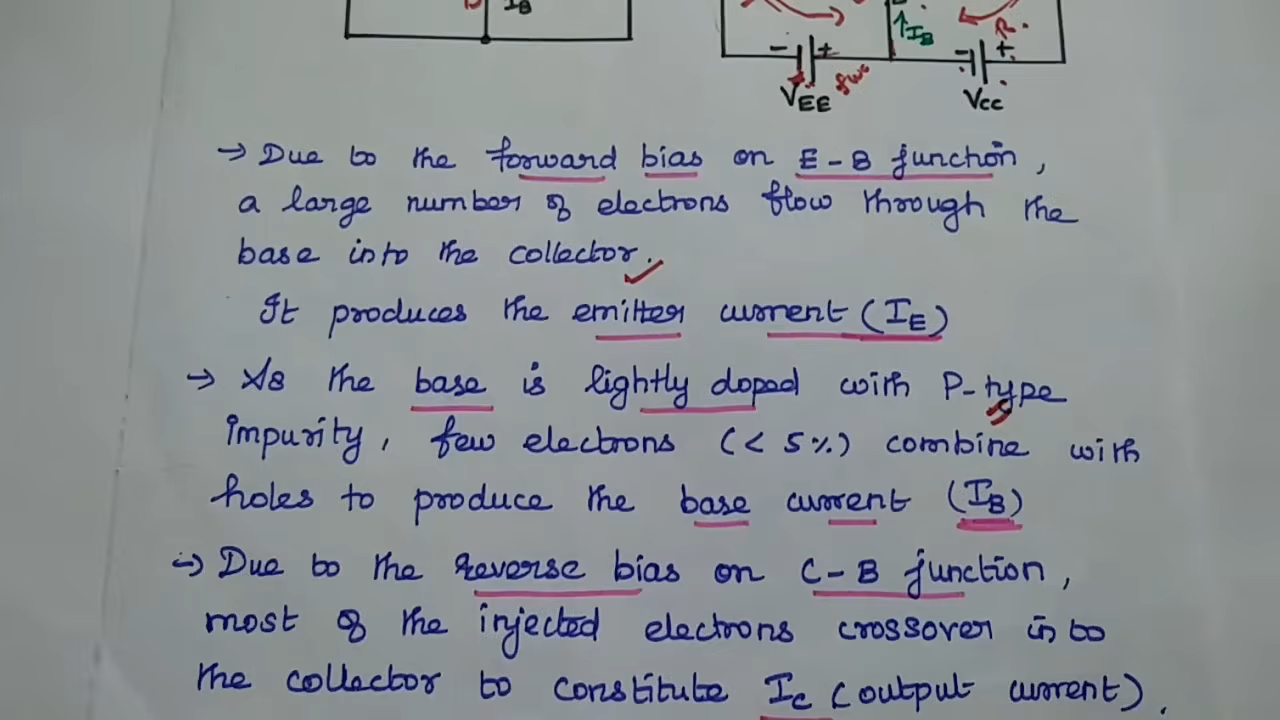 IB
IB
R.
- +
- +
VEE
VCC
→ Due to the forward bias on E-B junction,
a large number of electrons flow through the
base into the collector.
It produces the emitter current (IE)
→ As the base is lightly doped with P-type
impurity, few electrons (< 5%) combine with
holes to produce the base current (IB)
→ Due to the reverse bias on C-B junction,
most of the injected electrons crossover in to
the collector to constitute IC (output current).